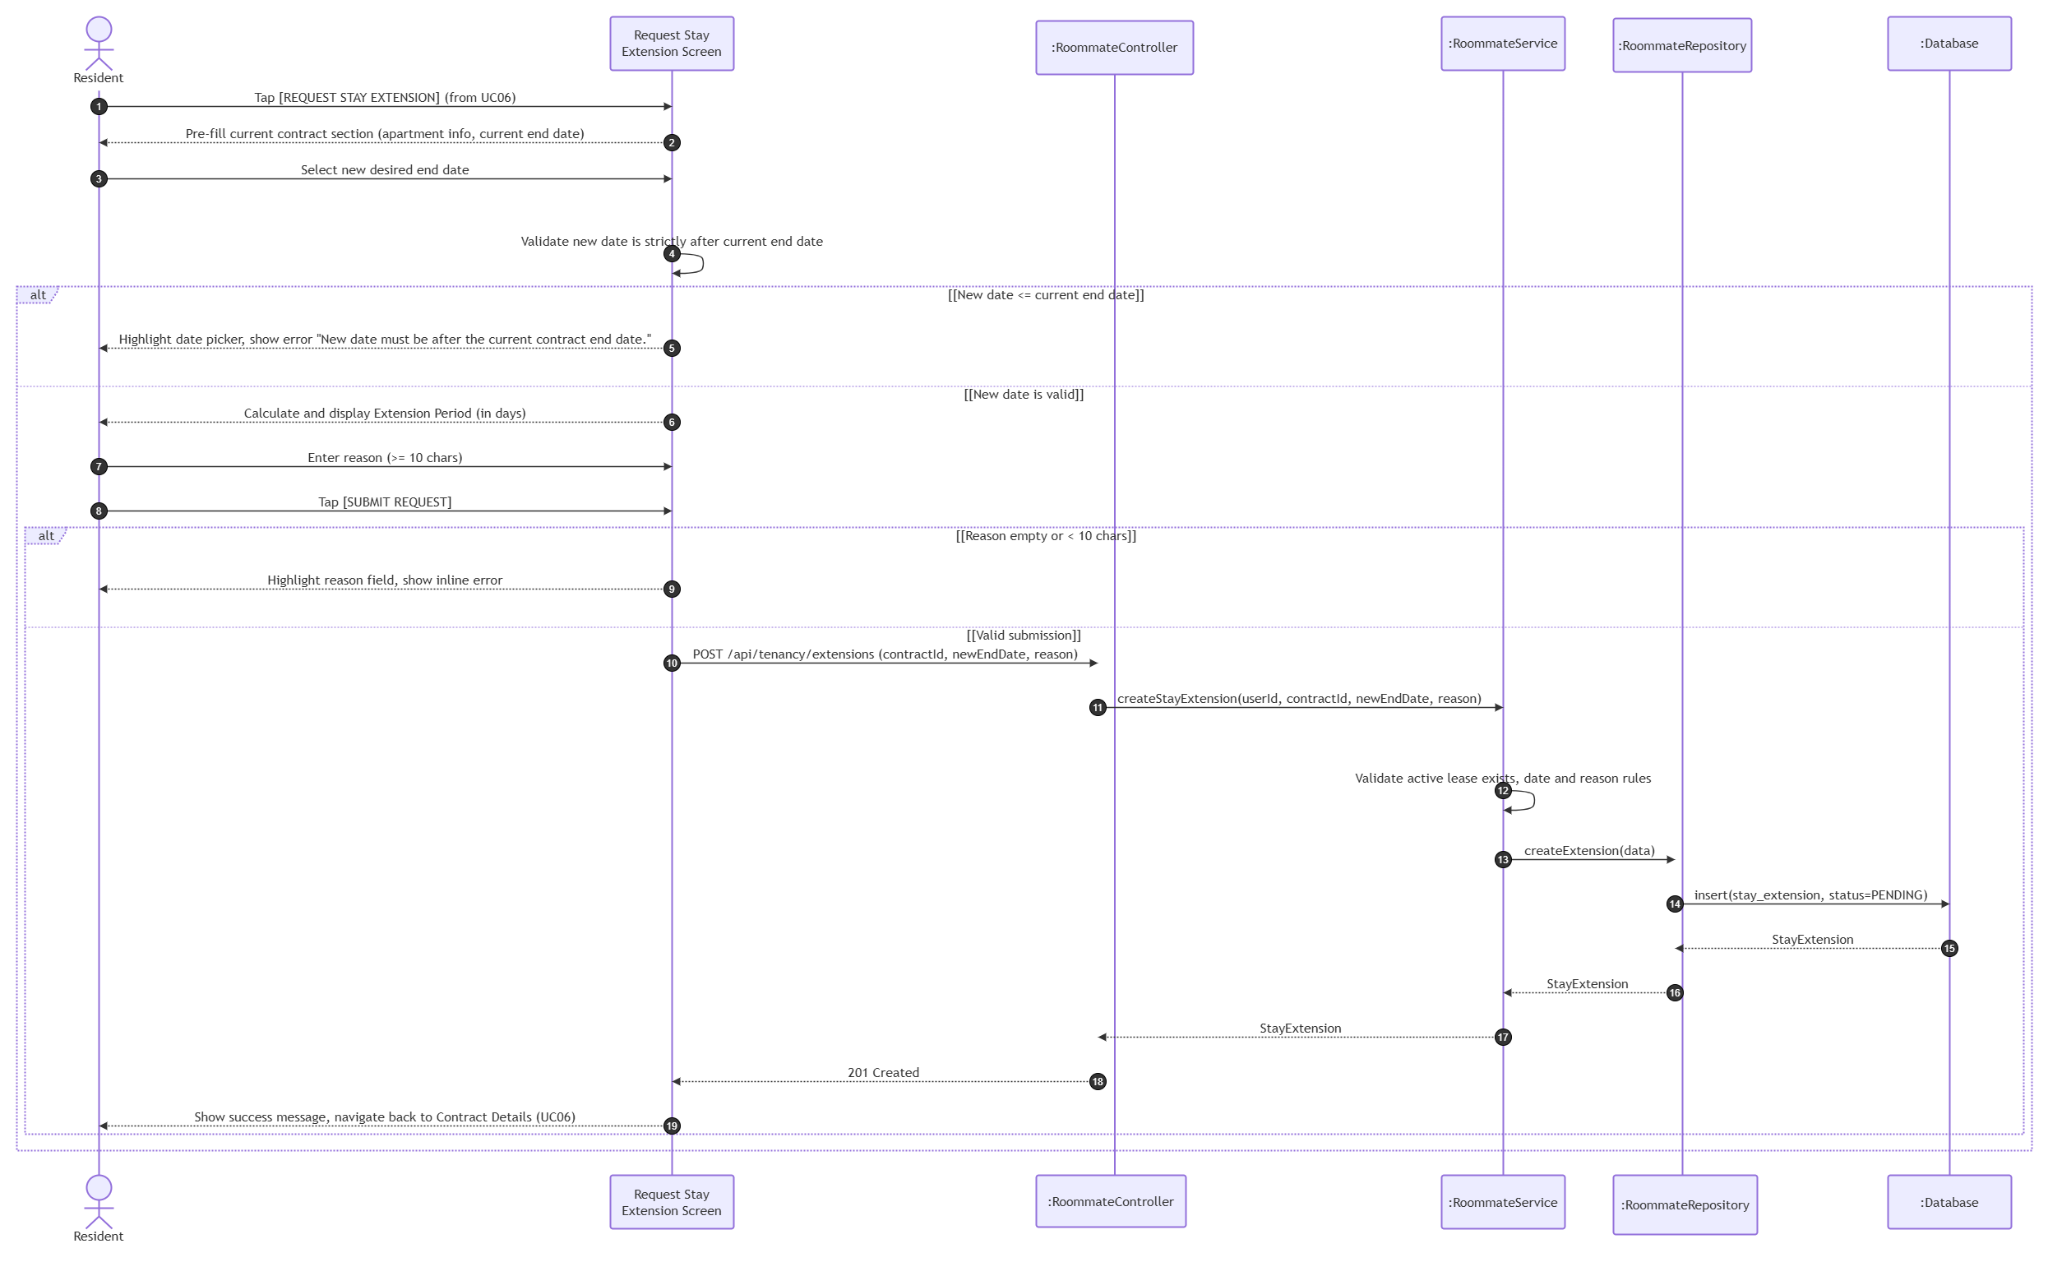 Resident
Request Stay
Extension Screen
:RoommateController
:RoommateService
:RoommateRepository
:Database
1 Tap [REQUEST STAY EXTENSION] (from UC06)
Pre-fill current contract section (apartment info, current end date) 2
3 Select new desired end date
Validate new date is strictly after current end date
4
alt [[New date <= current end date]]
Highlight date picker, show error "New date must be after the current contract end date." 5
[[New date is valid]]
Calculate and display Extension Period (in days) 6
7 Enter reason (>= 10 chars)
8 Tap [SUBMIT REQUEST]
alt [[Reason empty or < 10 chars]]
Highlight reason field, show inline error 9
[[Valid submission]]
10 POST /api/tenancy/extensions (contractId, newEndDate, reason)
11 createStayExtension(userId, contractId, newEndDate, reason)
Validate active lease exists, date and reason rules
12
13 createExtension(data)
14 insert(stay_extension, status=PENDING)
StayExtension 15
StayExtension 16
StayExtension 17
201 Created 18
Show success message, navigate back to Contract Details (UC06) 19
Resident
Request Stay
Extension Screen
:RoommateController
:RoommateService
:RoommateRepository
:Database